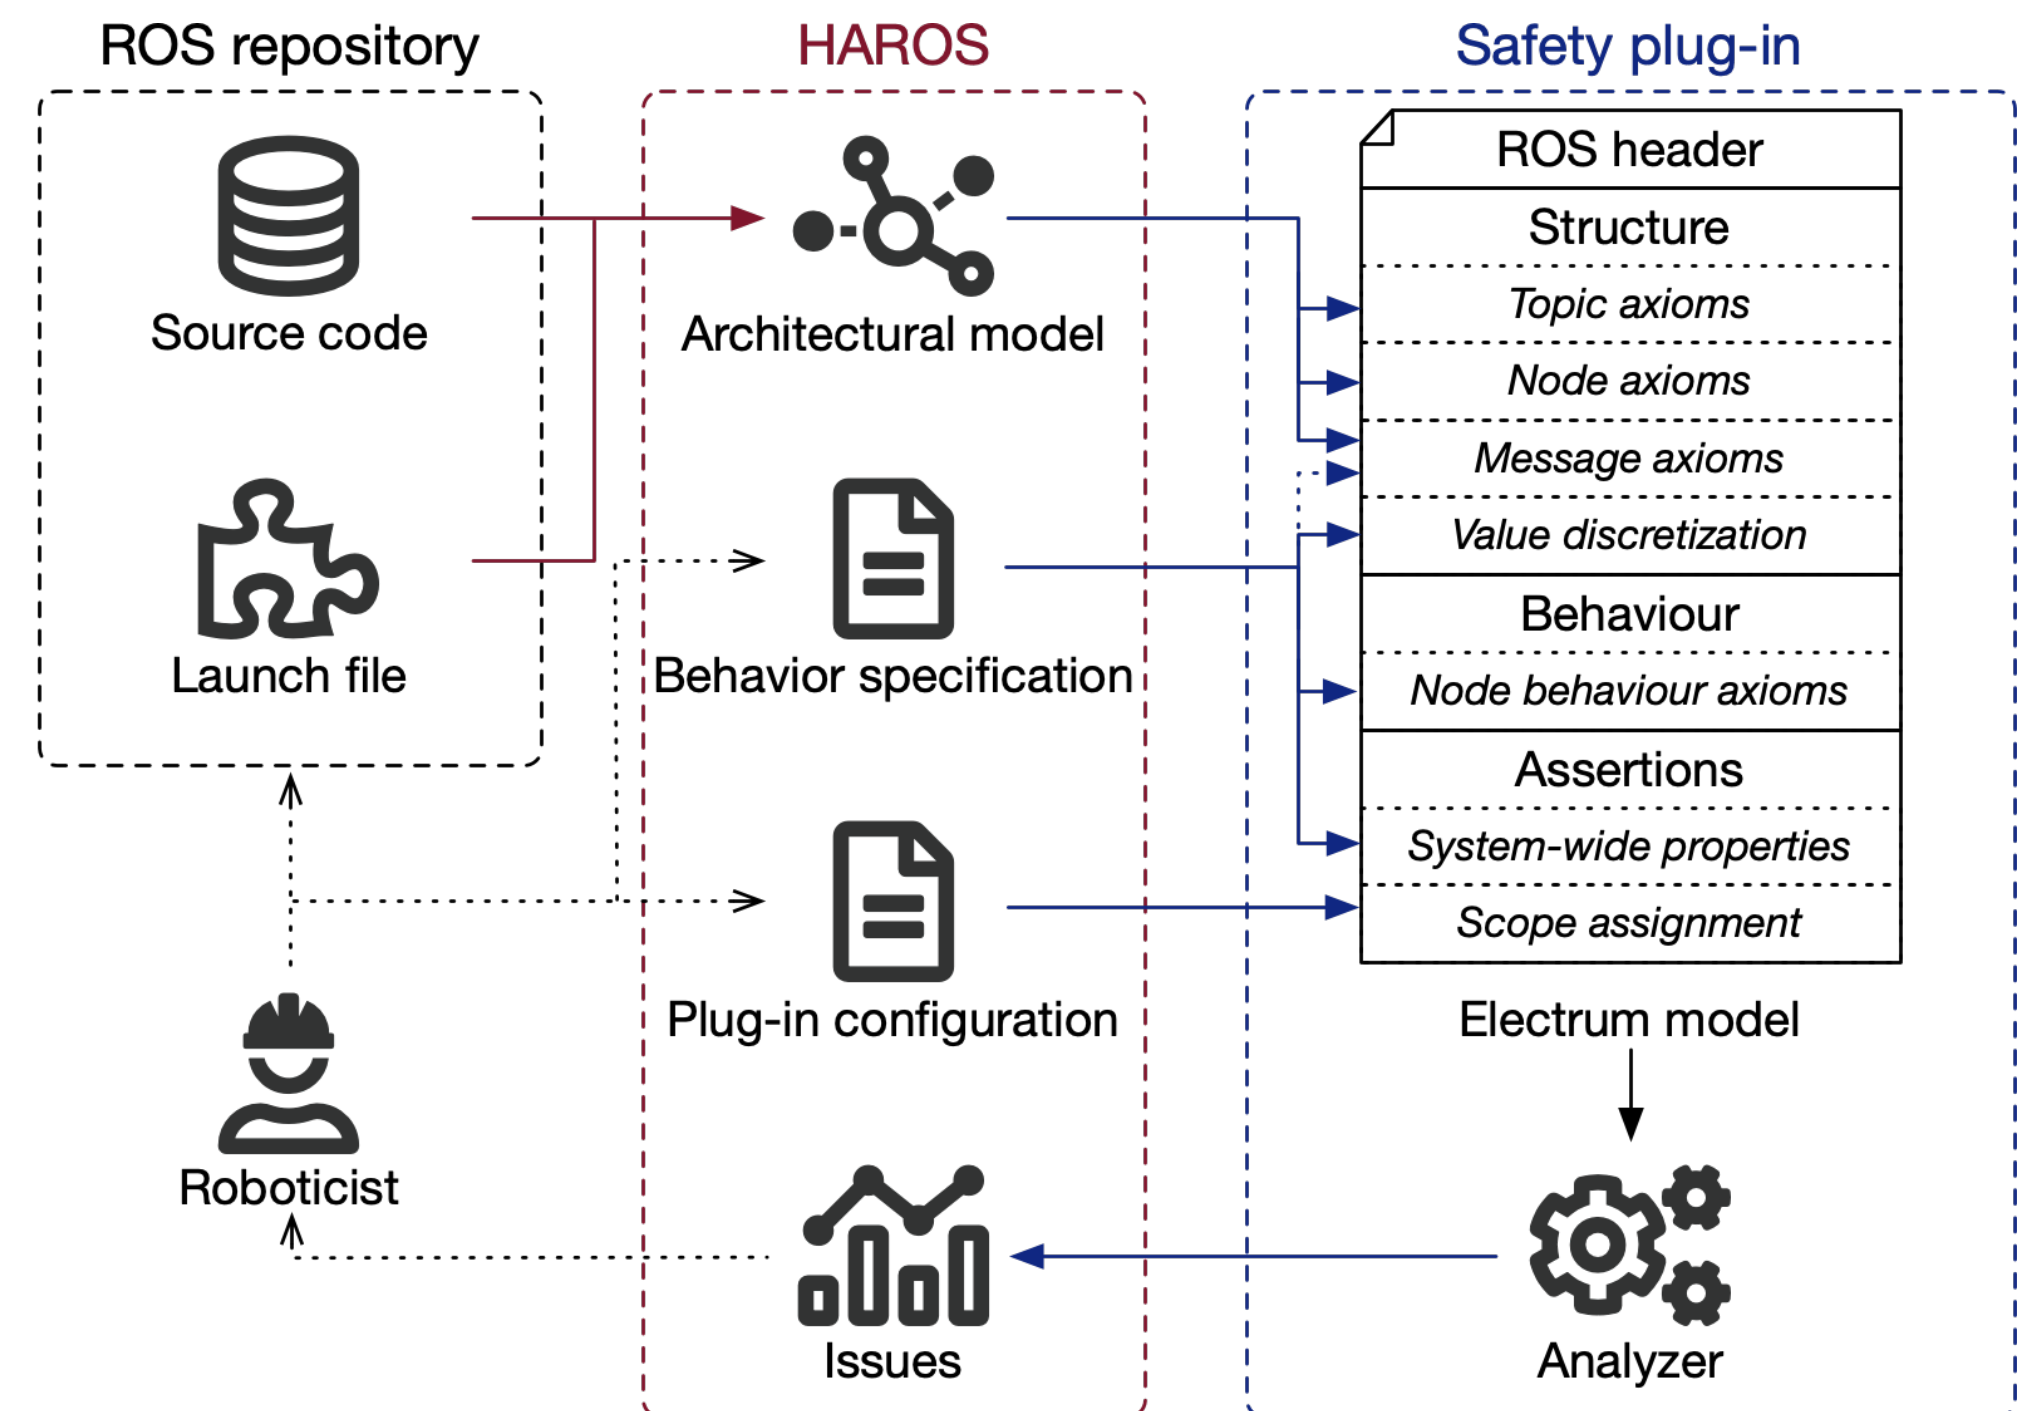 ROS repository
HAROS
Safety plug-in
Source code
Launch file
Roboticist
Architectural model
Behavior specification
Plug-in configuration
Issues
ROS header
Structure
Topic axioms
Node axioms
Message axioms
Value discretization
Behaviour
Node behaviour axioms
Assertions
System-wide properties
Scope assignment
Electrum model
Analyzer